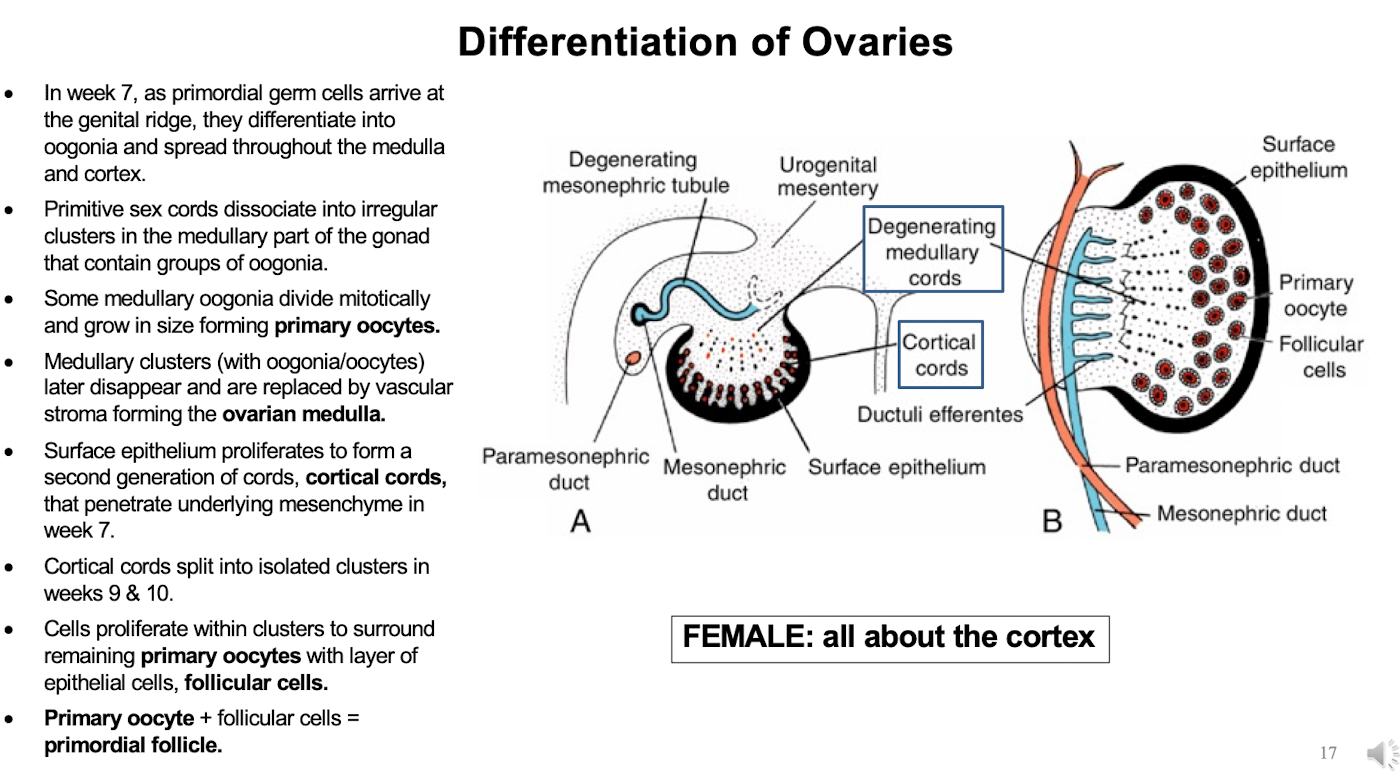 Differentiation of Ovaries
• In week 7, as primordial germ cells arrive at
the genital ridge, they differentiate into
oogonia and spread throughout the medulla
and cortex.
• Primitive sex cords dissociate into irregular
clusters in the medullary part of the gonad
that contain groups of oogonia.
• Some medullary oogonia divide mitotically
and grow in size forming primary oocytes.
• Medullary clusters (with oogonia/oocytes)
later disappear and are replaced by vascular
stroma forming the ovarian medulla.
• Surface epithelium proliferates to form a
second generation of cords, cortical cords,
that penetrate underlying mesenchyme in
week 7.
• Cortical cords split into isolated clusters in
weeks 9 & 10.
• Cells proliferate within clusters to surround
remaining primary oocytes with layer of
epithelial cells, follicular cells.
• Primary oocyte + follicular cells =
primordial follicle.
Degenerating
mesonephric tubule
Urogenital
mesentery
Degenerating
medullary
cords
Cortical
cords
Paramesonephric
duct
Mesonephric
duct
Surface epithelium
A
Surface
epithelium
Primary
oocyte
Follicular
cells
Ductuli efferentes
Paramesonephric duct
Mesonephric duct
B
FEMALE: all about the cortex
17